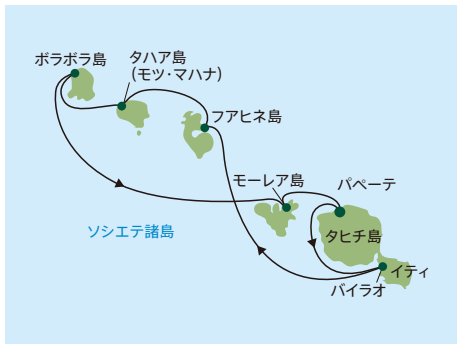 ボラボラ島
タハア島
(モツ・マハナ)
フアヒネ島
モーレア島
パペーテ
ソシエテ諸島
タヒチ島
イティ
バイラオ